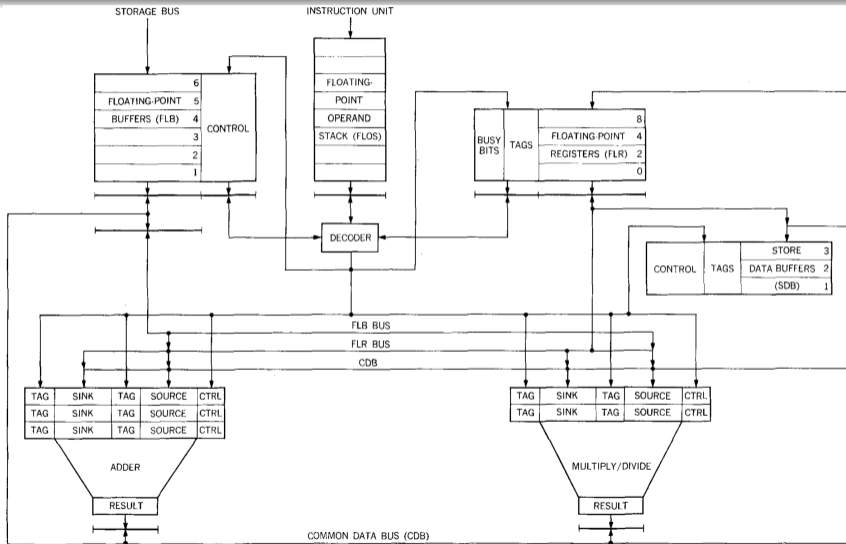 STORAGE BUS
INSTRUCTION UNIT
6
FLOATING-POINT 5
BUFFERS (FLB) 4
3
2
1
CONTROL
FLOATING-
POINT
OPERAND
STACK (FLOS)
BUSY
BITS
TAGS
8
FLOATING-POINT 4
REGISTERS (FLR) 2
0
DECODER
CONTROL
TAGS
STORE 3
DATA BUFFERS 2
(SDB) 1
FLB BUS
FLR BUS
CDB
TAG SINK TAG SOURCE CTRL
TAG SINK TAG SOURCE CTRL
TAG SINK TAG SOURCE CTRL
ADDER
RESULT
TAG SINK TAG SOURCE CTRL
TAG SINK TAG SOURCE CTRL
MULTIPLY/DIVIDE
RESULT
COMMON DATA BUS (CDB)